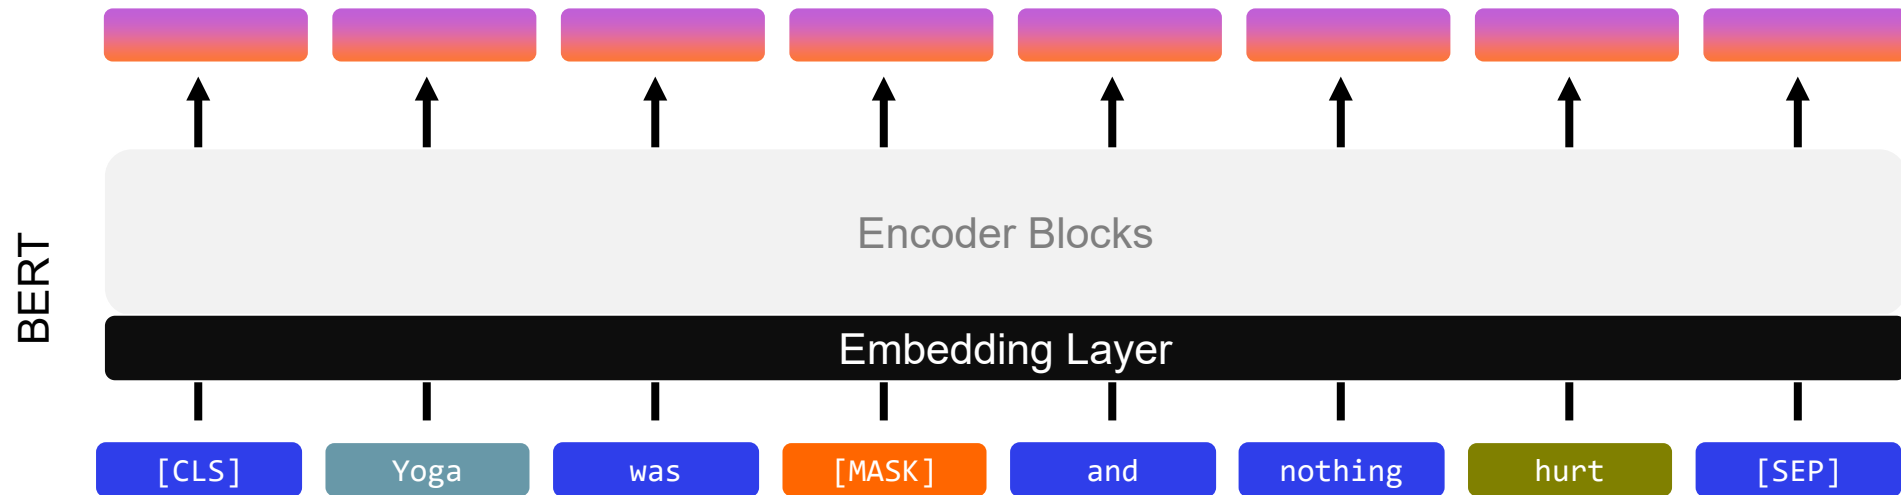 BERT
Encoder Blocks
Embedding Layer
[CLS] Yoga was [MASK] and nothing hurt [SEP]